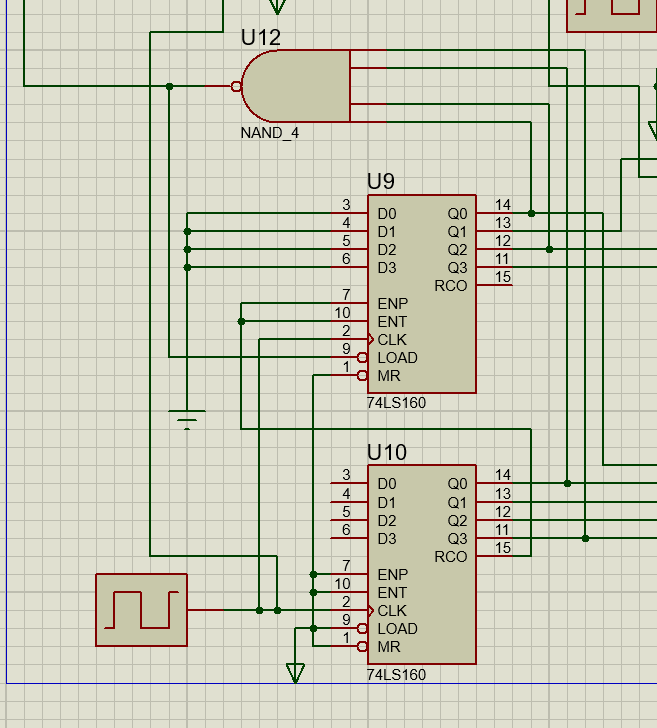 U12
NAND_4
U9
3 D0 Q0 14
4 D1 Q1 13
5 D2 Q2 12
6 D3 Q3 11
RCO 15
7 ENP
10 ENT
2 CLK
9 LOAD
1 MR
74LS160
U10
3 D0 Q0 14
4 D1 Q1 13
5 D2 Q2 12
6 D3 Q3 11
RCO 15
7 ENP
10 ENT
2 CLK
9 LOAD
1 MR
74LS160